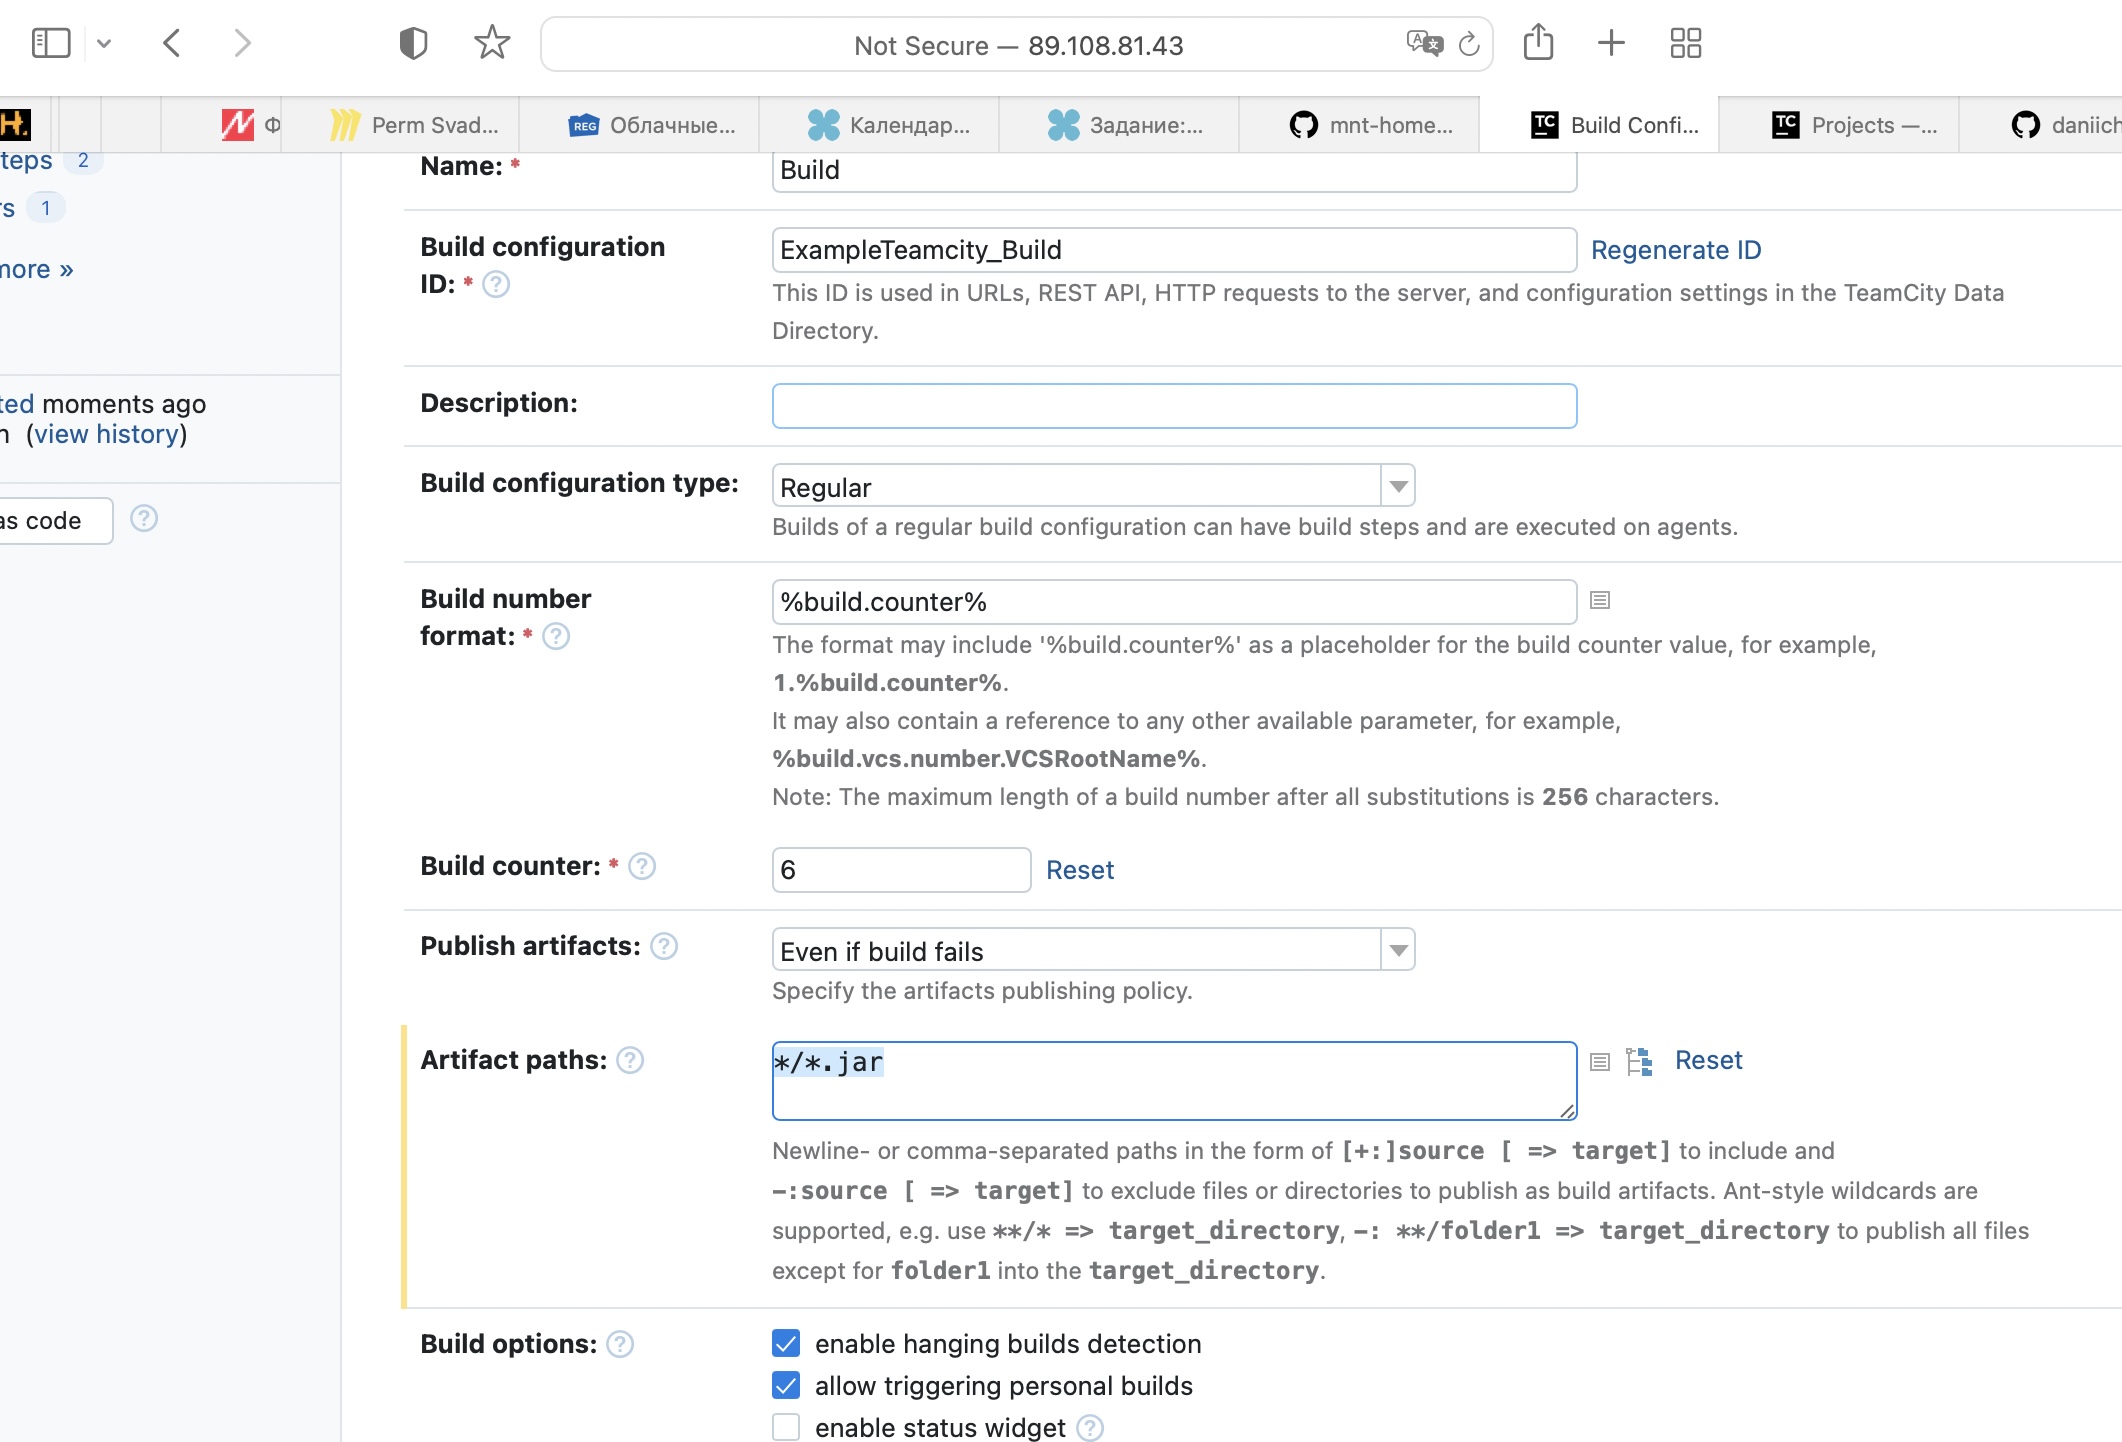 Not Secure — 89.108.81.43
H.
Ф
Perm Svad...
REG Облачные...
Календар...
Задание:...
mnt-home...
TC Build Confi...
TC Projects —...
daniich
teps 2
rs 1
more »
ted moments ago
n (view history)
as code ?
Name: *
Build
Build configuration
ID: * ?
ExampleTeamcity_Build
Regenerate ID
This ID is used in URLs, REST API, HTTP requests to the server, and configuration settings in the TeamCity Data
Directory.
Description:
Build configuration type:
Regular
Builds of a regular build configuration can have build steps and are executed on agents.
Build number
format: * ?
%build.counter%
The format may include '%build.counter%' as a placeholder for the build counter value, for example,
1.%build.counter%.
It may also contain a reference to any other available parameter, for example,
%build.vcs.number.VCSRootName%.
Note: The maximum length of a build number after all substitutions is 256 characters.
Build counter: * ?
6
Reset
Publish artifacts: ?
Even if build fails
Specify the artifacts publishing policy.
Artifact paths: ?
*/*.jar
Reset
Newline- or comma-separated paths in the form of [+:]source [ => target] to include and
-:source [ => target] to exclude files or directories to publish as build artifacts. Ant-style wildcards are
supported, e.g. use **/* => target_directory, -: **/folder1 => target_directory to publish all files
except for folder1 into the target_directory.
Build options: ?
enable hanging builds detection
allow triggering personal builds
enable status widget ?